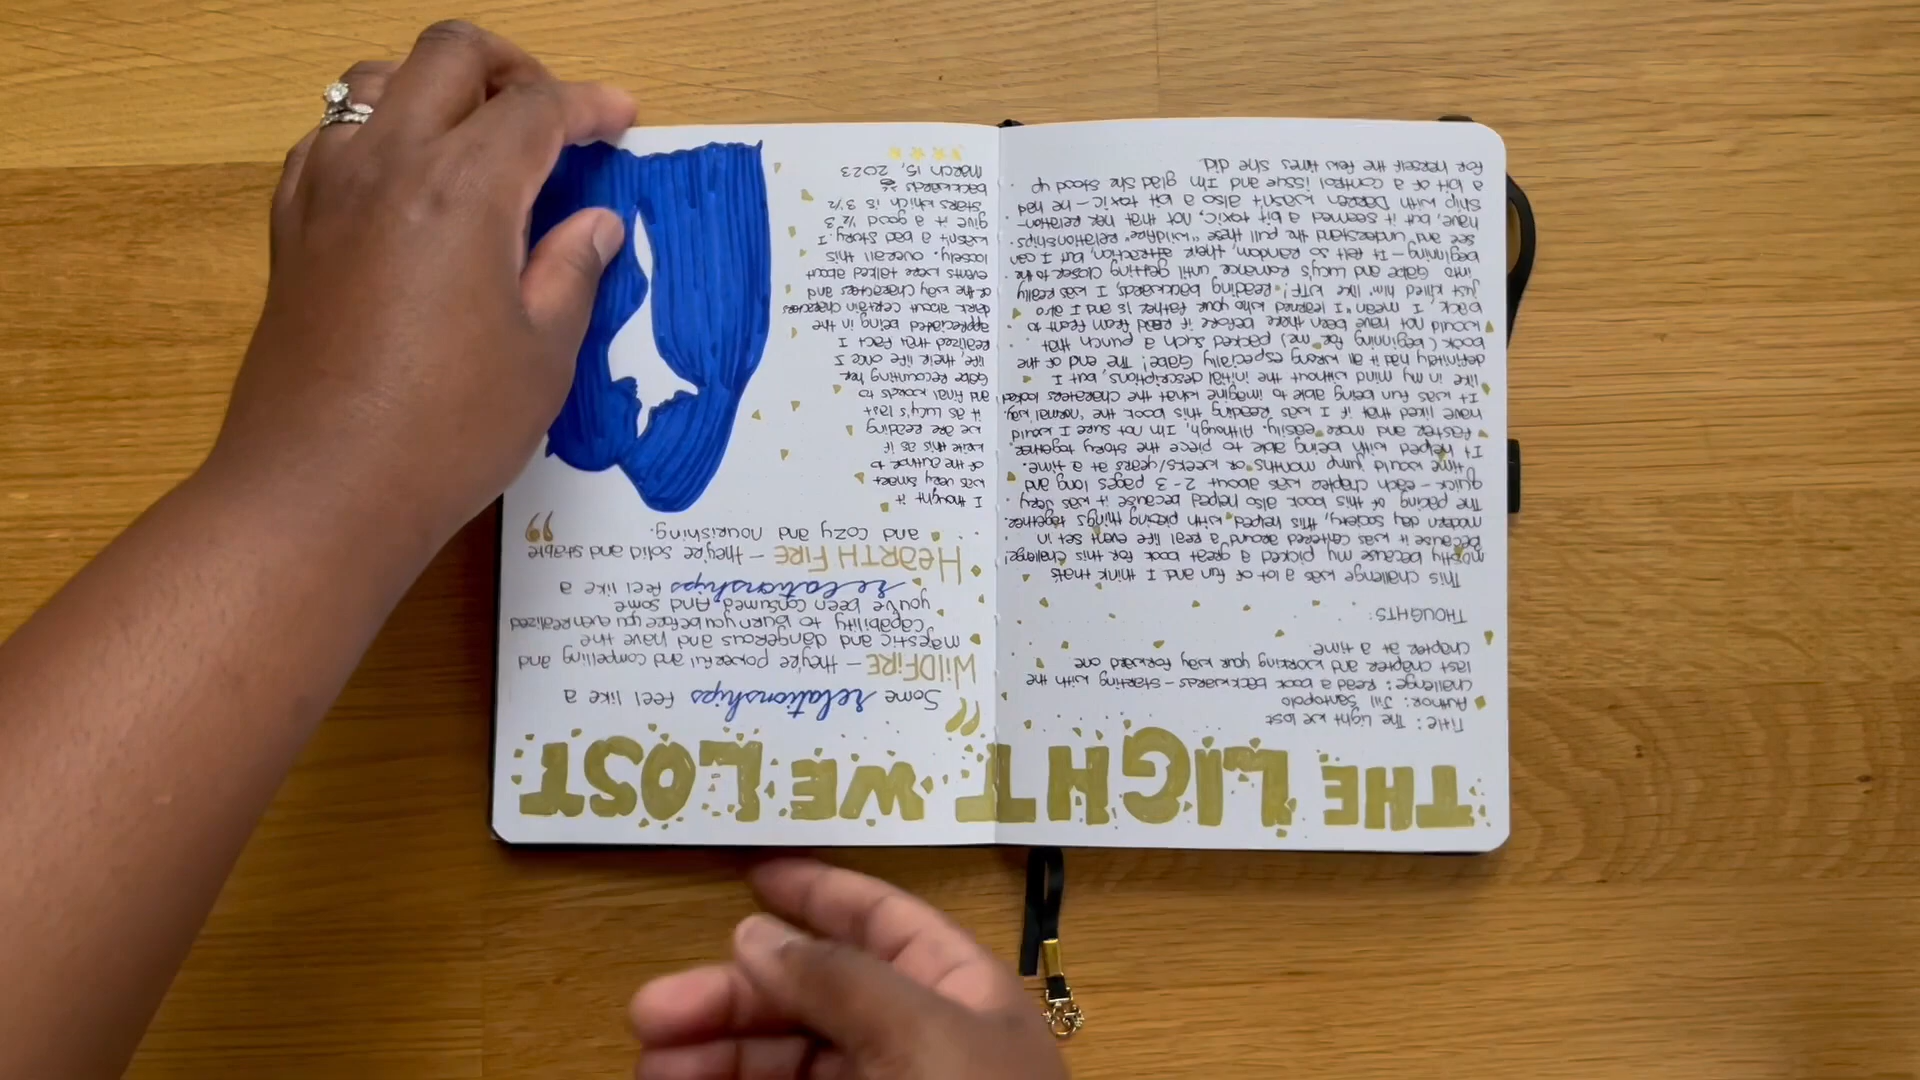 THE LIGHT WE LOST
Title: The Light we lost
Author: Jill Santopolo
Challenge: Read a book backwards - starting with the
last chapter and working your way forward one
chapter at a time.
THOUGHTS:
This challenge was a lot of fun and I think that's
mostly because my picked a great book for this challenge!
because it was centered around a real life event set in
modern day society, this helped with piecing things together.
The pacing of this book also helped because it was very
quick - each chapter was about 2-3 pages long and
time would jump months or weeks/years at a time.
It helped with being able to piece the story together
faster and more easily. Although, I'm not sure I would
have liked that if I was reading this book the 'normal' way.
It was fun being able to imagine what the characters looked
like in my mind without the initial descriptions, but I
definitely had it all wrong especially Gabe! The end of the
book (beginning for me) packed such a punch that
would not have been there before if read from front to
back, I mean "I learned who your father is and I also
just killed him" like WTF! Reading backwards, I was really
into Gabe and Lucy's romance until getting closer to the
beginning - It felt so random, their attraction, but I can
see and understand the pull these "wildfire" relationships
have, but it seemed a bit toxic, not that her relation-
ship with Darren wasn't also a bit toxic - he had
a bit of a control issue and I'm glad she stood up
for herself the few times she did.
“ Some relationships feel like a
WILDFIRE - they're powerful and compelling and
majestic and dangerous and have the
capability to burn you before you even realized
you've been consumed. And some
relationships feel like a
HEARTH FIRE - they're solid and stable
and cozy and nourishing. ”
I thought it
was very smart
of the author to
write this as if
we are reading
it as Lucy's last
and final words to
Gabe recounting her
life, their life once I
realized that fact I
appreciated being in the
dark about certain characters
or the way characters and
events were talked about
loosely. Overall this
wasn't a bad story. I
give it a good ½ 3
stars which is 3 ½
backwards
March 15, 2023